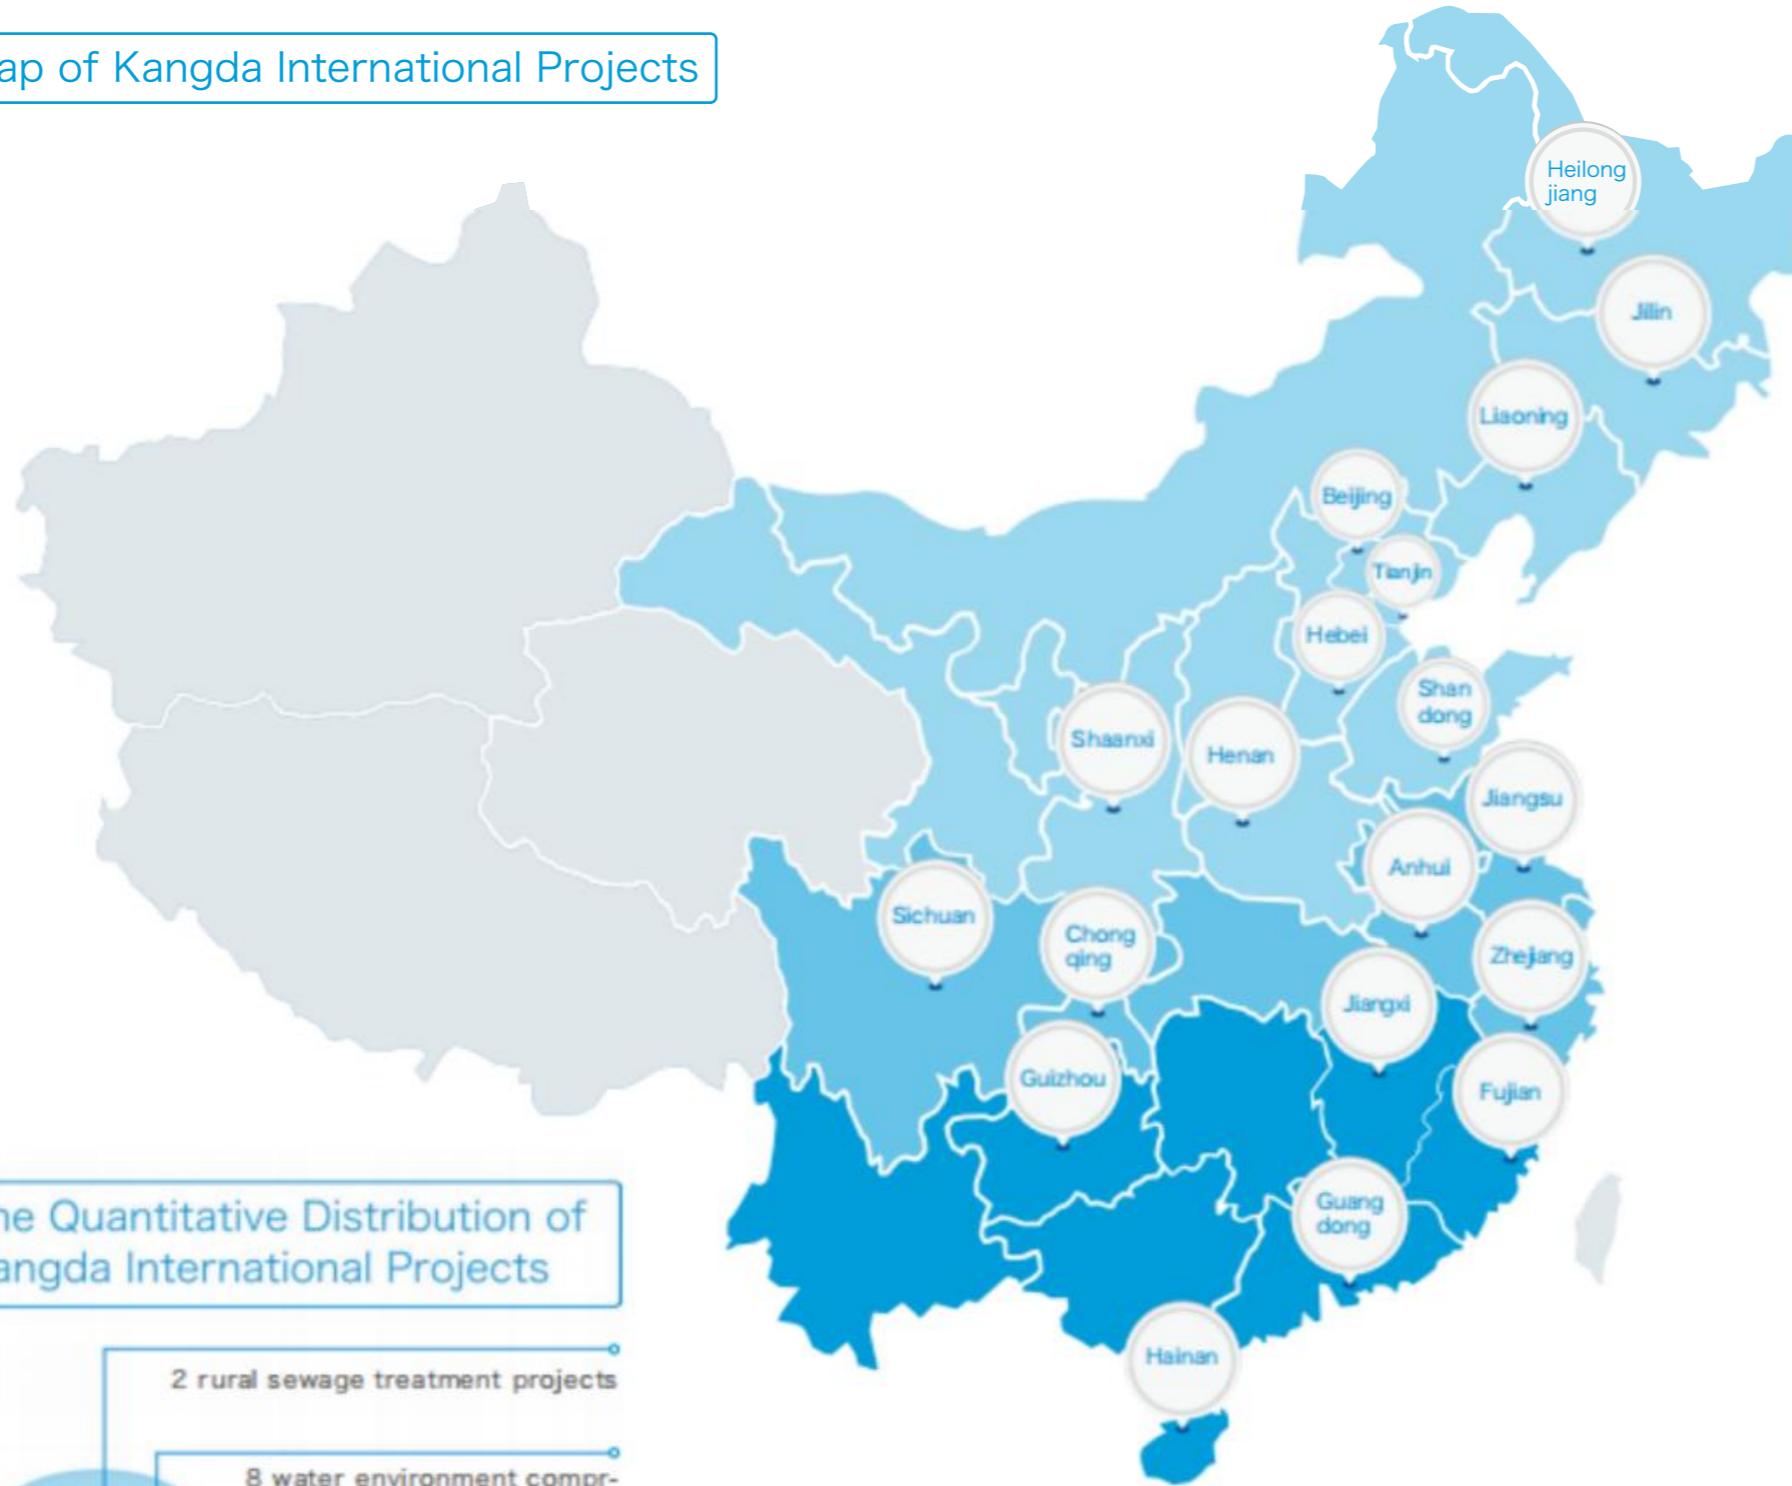 ap of Kangda International Projects
Heilong
jiang
Jilin
Liaoning
Beijing
Tianjin
Hebei
Shan
dong
Shaanxi
Henan
Jiangsu
Anhui
Sichuan
Chong
qing
Zhejiang
Jiangxi
Guizhou
Fujian
Guang
dong
Hainan
he Quantitative Distribution of
angda International Projects
2 rural sewage treatment projects
8 water environment compr-